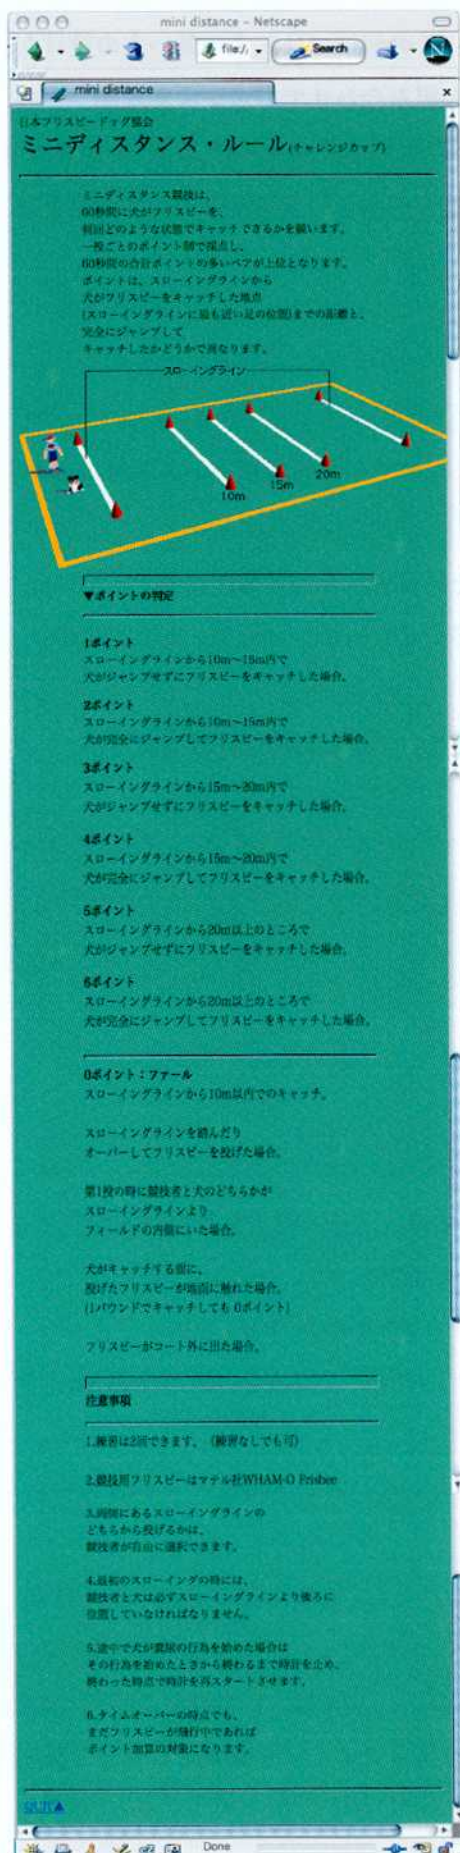 mini distance - Netscape
file:/
Search
N
mini distance
日本フリスビードッグ協会
ミニディスタンス・ルール(チャレンジカップ)
ミニディスタンス競技は、
60秒間に犬がフリスビーを、
何回どのような状態でキャッチできるかを競います。
一投ごとのポイント制で採点し、
60秒間の合計ポイントの多いペアが上位となります。
ポイントは、スローイングラインから
犬がフリスビーをキャッチした地点
(スローイングラインに最も近い足の位置)までの距離と、
完全にジャンプして
キャッチしたかどうかで異なります。
スローイングライン
10m
15m
20m
▼ポイントの判定
1ポイント
スローイングラインから10m〜15m内で
犬がジャンプせずにフリスビーをキャッチした場合。
2ポイント
スローイングラインから10m〜15m内で
犬が完全にジャンプしてフリスビーをキャッチした場合。
3ポイント
スローイングラインから15m〜20m内で
犬がジャンプせずにフリスビーをキャッチした場合。
4ポイント
スローイングラインから15m〜20m内で
犬が完全にジャンプしてフリスビーをキャッチした場合。
5ポイント
スローイングラインから20m以上のところで
犬がジャンプせずにフリスビーをキャッチした場合。
6ポイント
スローイングラインから20m以上のところで
犬が完全にジャンプしてフリスビーをキャッチした場合。
0ポイント：ファール
スローイングラインから10m以内でのキャッチ。
スローイングラインを踏んだり
オーバーしてフリスビーを投げた場合。
第1投の時に競技者と犬のどちらかが
スローイングラインより
フィールドの内側にいた場合。
犬がキャッチする前に、
投げたフリスビーが地面に触れた場合。
(1バウンドでキャッチしても 0ポイント)
フリスビーがコート外に出た場合。
注意事項
1.練習は2回できます。（練習なしでも可）
2.競技用フリスビーはマテル社WHAM-O Frisbee
3.両側にあるスローイングラインの
どちらから投げるかは、
競技者が自由に選択できます。
4.最初のスローイングの時には、
競技者と犬は必ずスローイングラインより後ろに
位置していなければなりません。
5.途中で犬が糞尿の行為を始めた場合は
その行為を始めたときから終わるまで時計を止め、
終わった時点で時計を再スタートさせます。
6.タイムオーバーの時点でも、
まだフリスビーが飛行中であれば
ポイント加算の対象になります。
Done